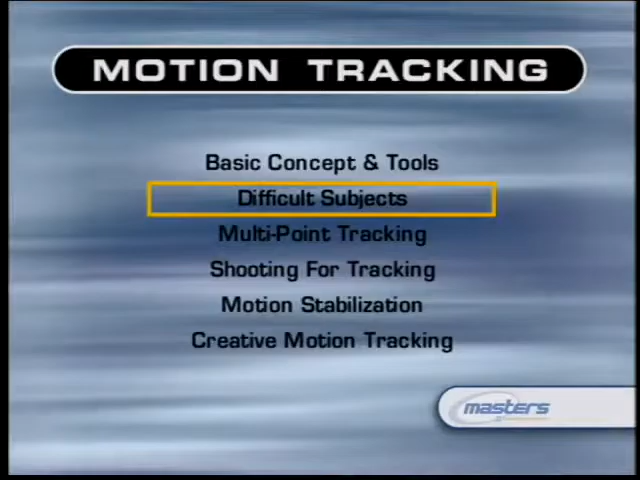 MOTION TRACKING
Basic Concept & Tools
Difficult Subjects
Multi-Point Tracking
Shooting For Tracking
Motion Stabilization
Creative Motion Tracking
masters